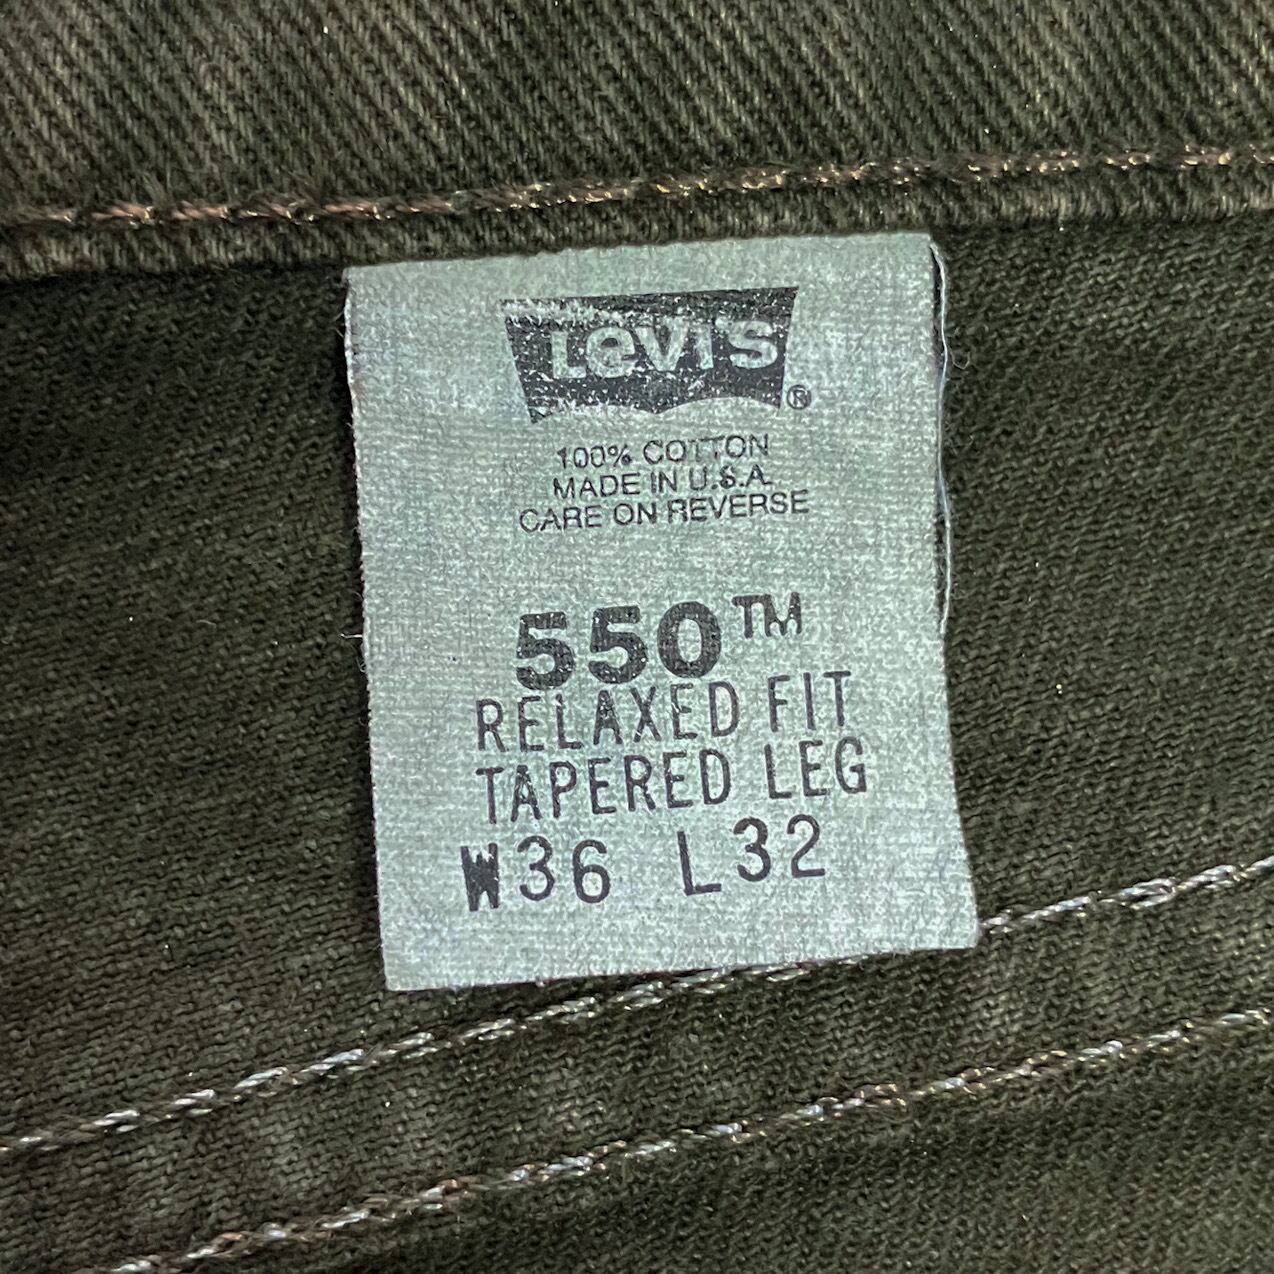 Levi's ®
100% COTTON
MADE IN U.S.A.
CARE ON REVERSE
550™
RELAXED FIT
TAPERED LEG
W36 L32